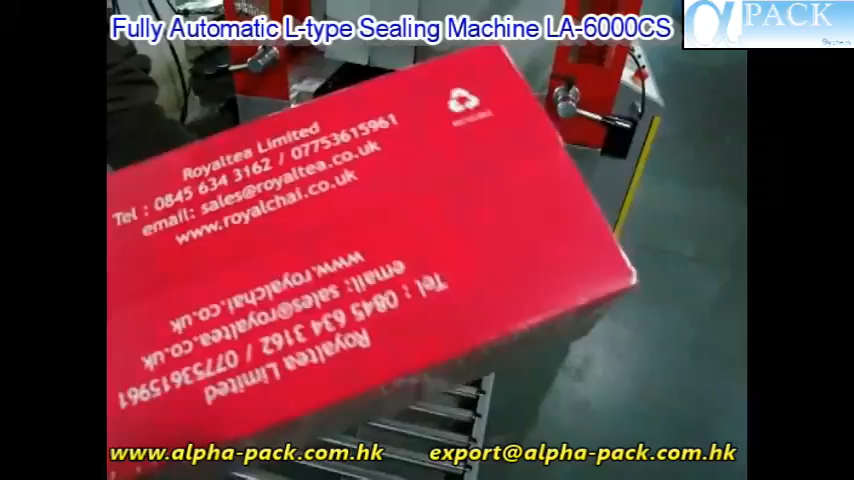 Fully Automatic L-type Sealing Machine LA-6000CS
αPACK
Royaltea Limited
Tel : 0845 634 3162 / 07753615961
email: sales@royaltea.co.uk
www.royalchai.co.uk
Royaltea Limited
Tel : 0845 634 3162 / 07753615961
email: sales@royaltea.co.uk
www.royalchai.co.uk
www.alpha-pack.com.hk
export@alpha-pack.com.hk